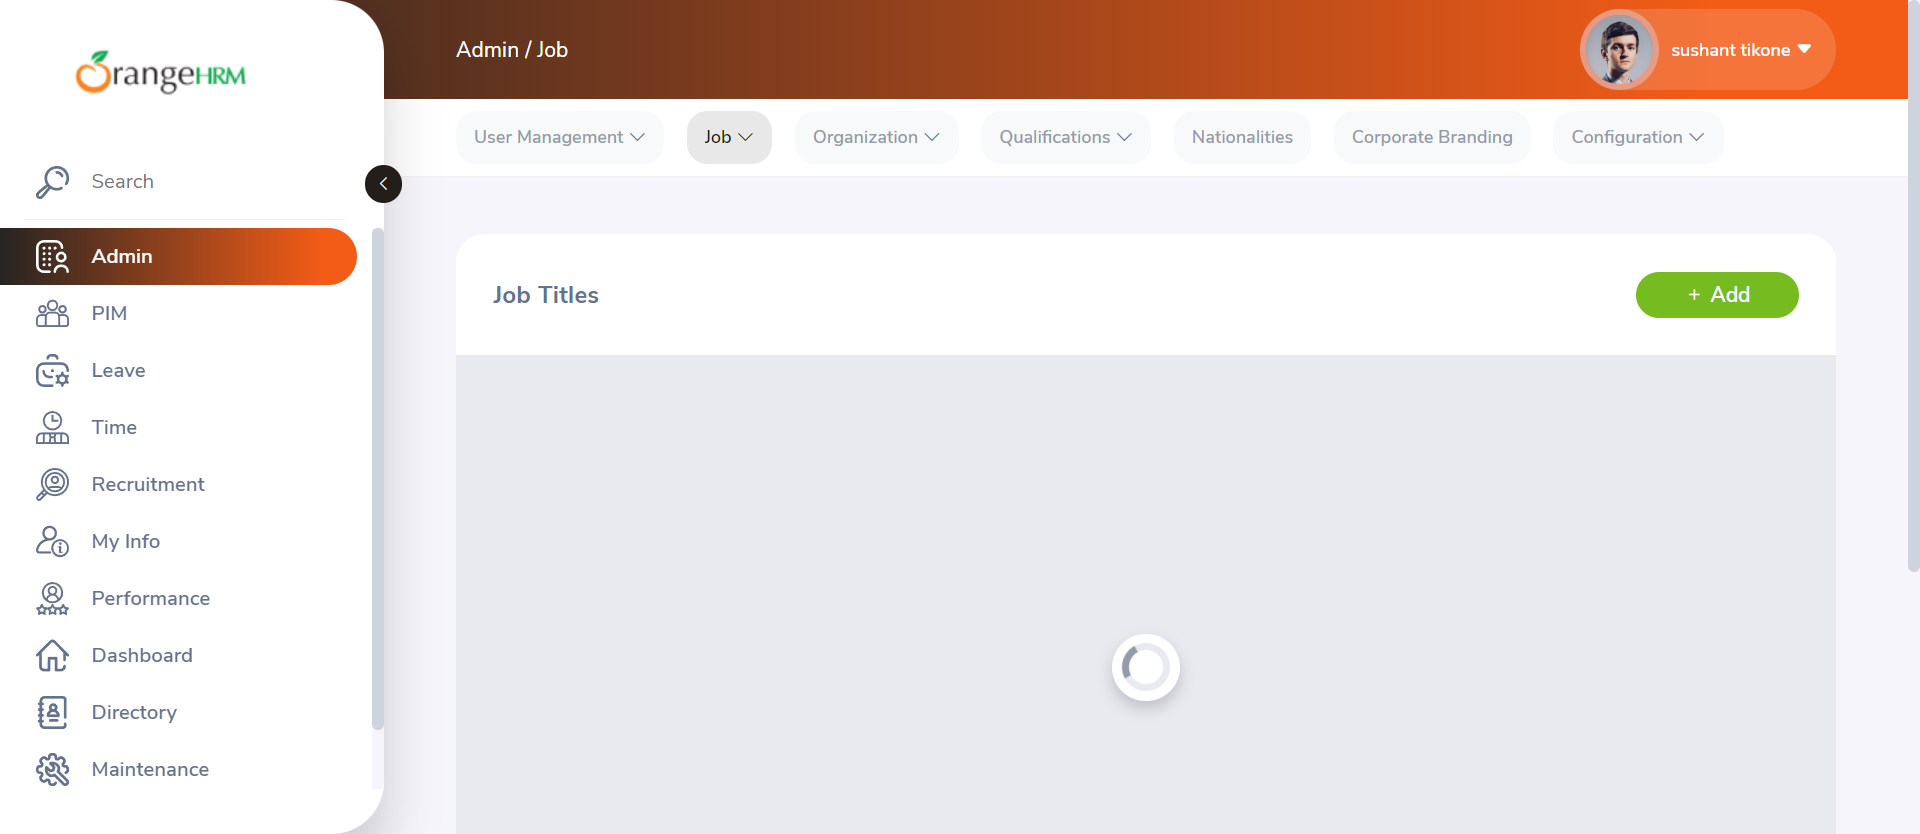 OrangeHRM
Search
Admin
PIM
Leave
Time
Recruitment
My Info
Performance
Dashboard
Directory
Maintenance
Admin / Job
sushant tikone
User Management
Job
Organization
Qualifications
Nationalities
Corporate Branding
Configuration
Job Titles
+ Add